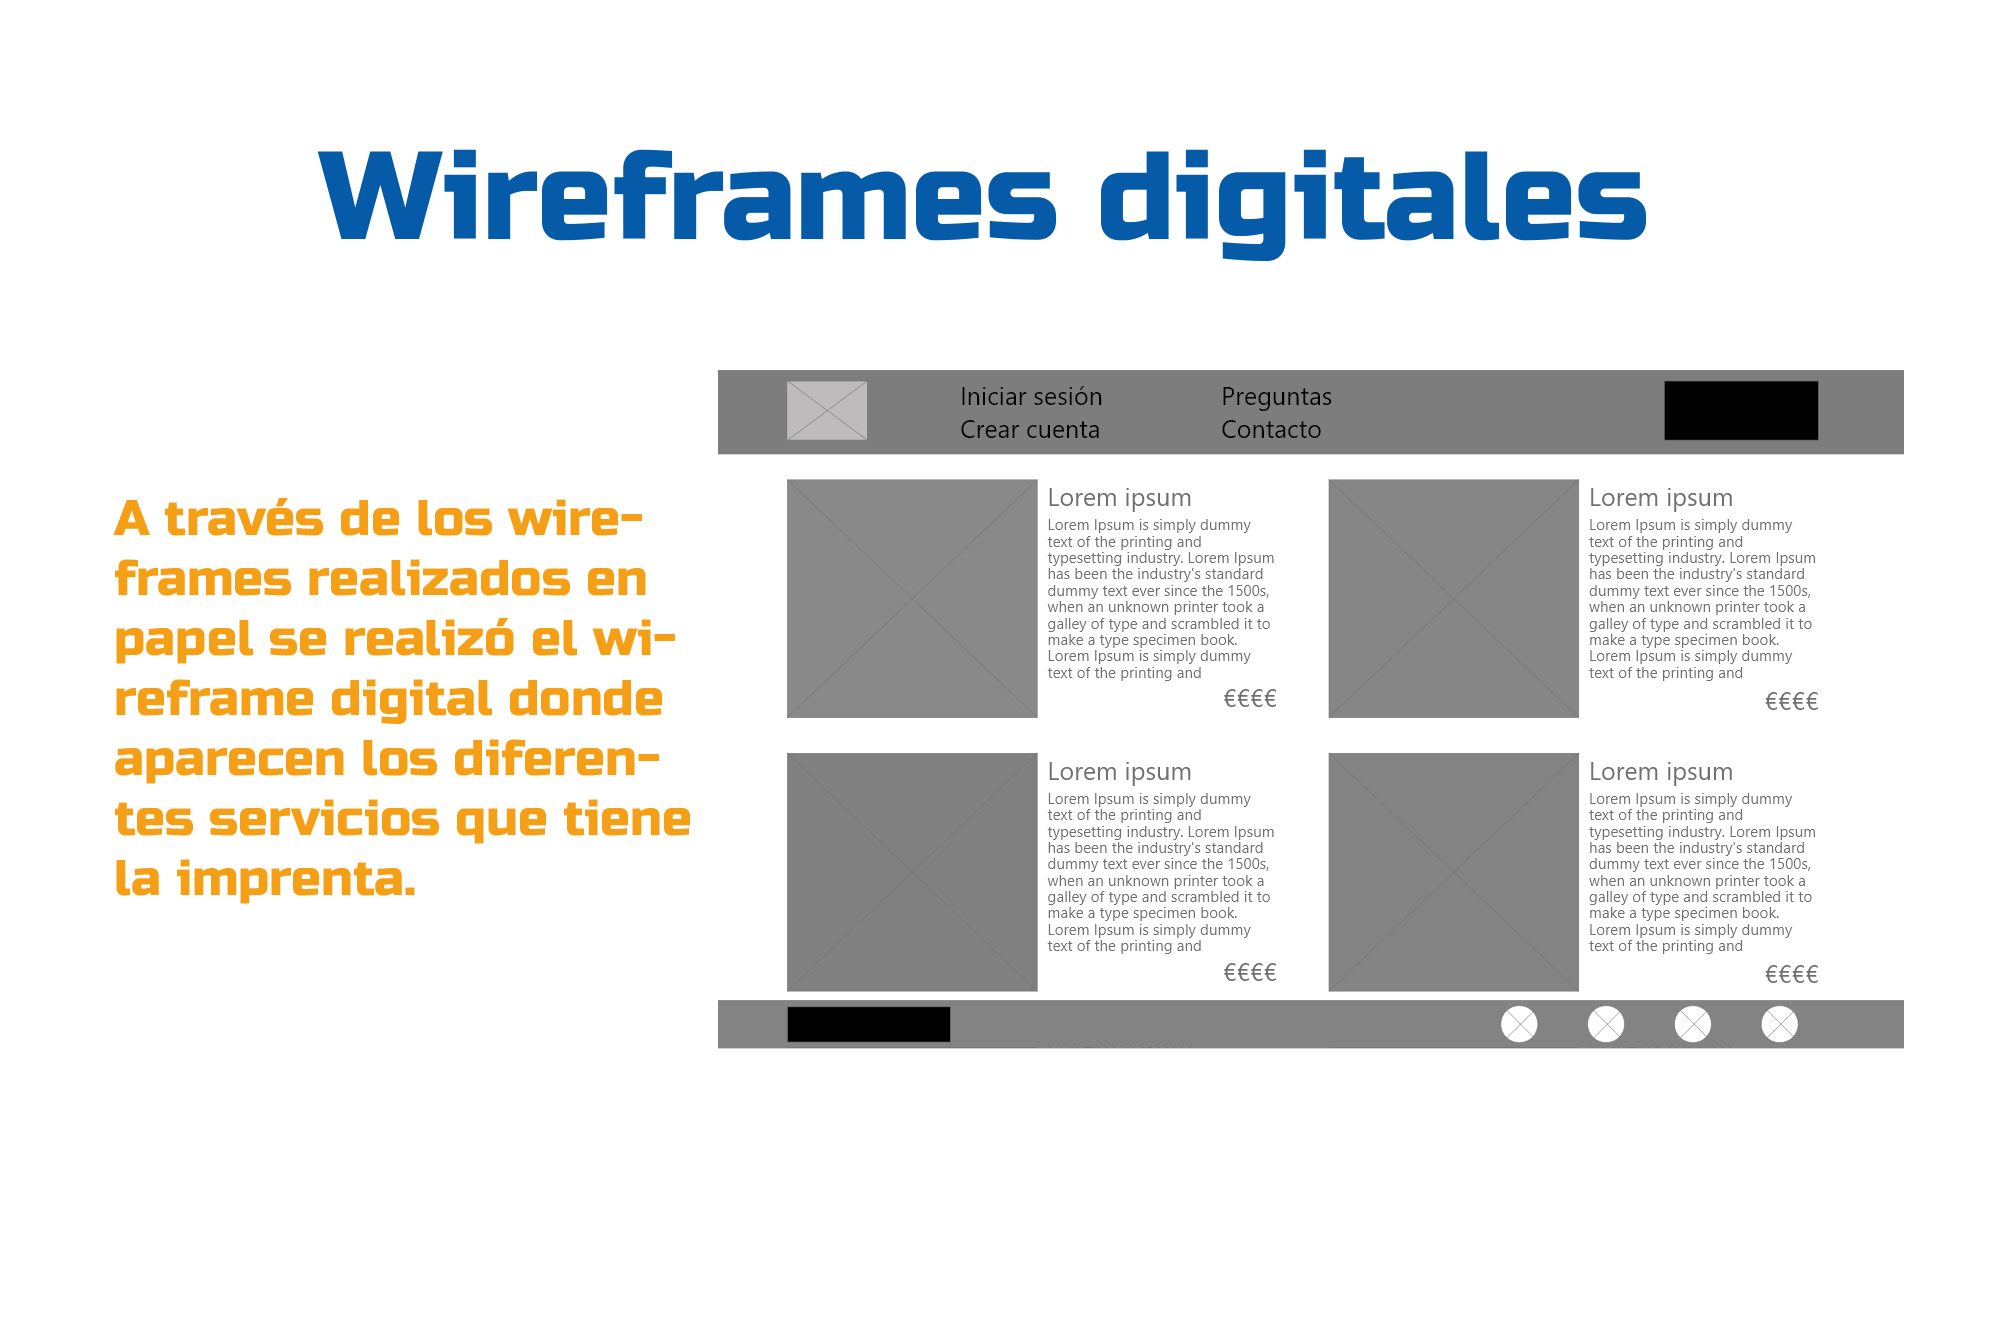 Wireframes digitales
A través de los wire-
frames realizados en
papel se realizó el wi-
reframe digital donde
aparecen los diferen-
tes servicios que tiene
la imprenta.
Iniciar sesión
Crear cuenta
Preguntas
Contacto
Lorem ipsum
Lorem Ipsum is simply dummy
text of the printing and
typesetting industry. Lorem Ipsum
has been the industry's standard
dummy text ever since the 1500s,
when an unknown printer took a
galley of type and scrambled it to
make a type specimen book.
Lorem Ipsum is simply dummy
text of the printing and
€€€€
Lorem ipsum
Lorem Ipsum is simply dummy
text of the printing and
typesetting industry. Lorem Ipsum
has been the industry's standard
dummy text ever since the 1500s,
when an unknown printer took a
galley of type and scrambled it to
make a type specimen book.
Lorem Ipsum is simply dummy
text of the printing and
€€€€
Lorem ipsum
Lorem Ipsum is simply dummy
text of the printing and
typesetting industry. Lorem Ipsum
has been the industry's standard
dummy text ever since the 1500s,
when an unknown printer took a
galley of type and scrambled it to
make a type specimen book.
Lorem Ipsum is simply dummy
text of the printing and
€€€€
Lorem ipsum
Lorem Ipsum is simply dummy
text of the printing and
typesetting industry. Lorem Ipsum
has been the industry's standard
dummy text ever since the 1500s,
when an unknown printer took a
galley of type and scrambled it to
make a type specimen book.
Lorem Ipsum is simply dummy
text of the printing and
€€€€